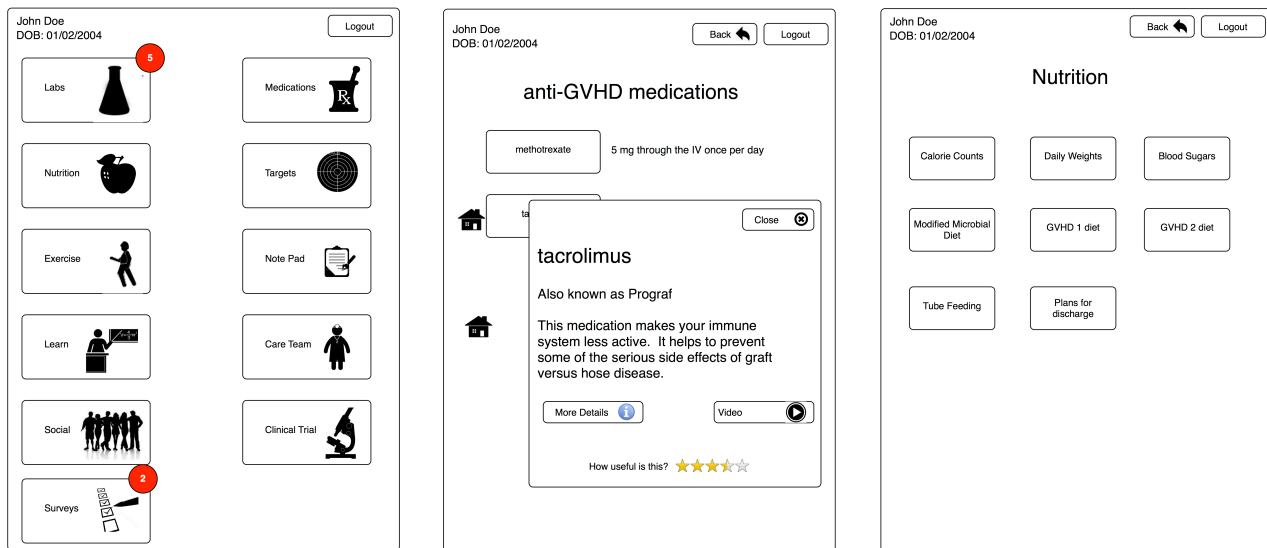 John Doe
DOB: 01/02/2004
Logout
5
Labs
Medications
Rx
Nutrition
Targets
Exercise
Note Pad
Learn
Care Team
Social
Clinical Trial
2
Surveys
John Doe
DOB: 01/02/2004
Back
Logout
anti-GVHD medications
methotrexate
5 mg through the IV once per day
ta
Close
tacrolimus
Also known as Prograf
This medication makes your immune
system less active. It helps to prevent
some of the serious side effects of graft
versus hose disease.
More Details
i
Video
How useful is this?
John Doe
DOB: 01/02/2004
Back
Logout
Nutrition
Calorie Counts
Daily Weights
Blood Sugars
Modified Microbial
Diet
GVHD 1 diet
GVHD 2 diet
Tube Feeding
Plans for
discharge